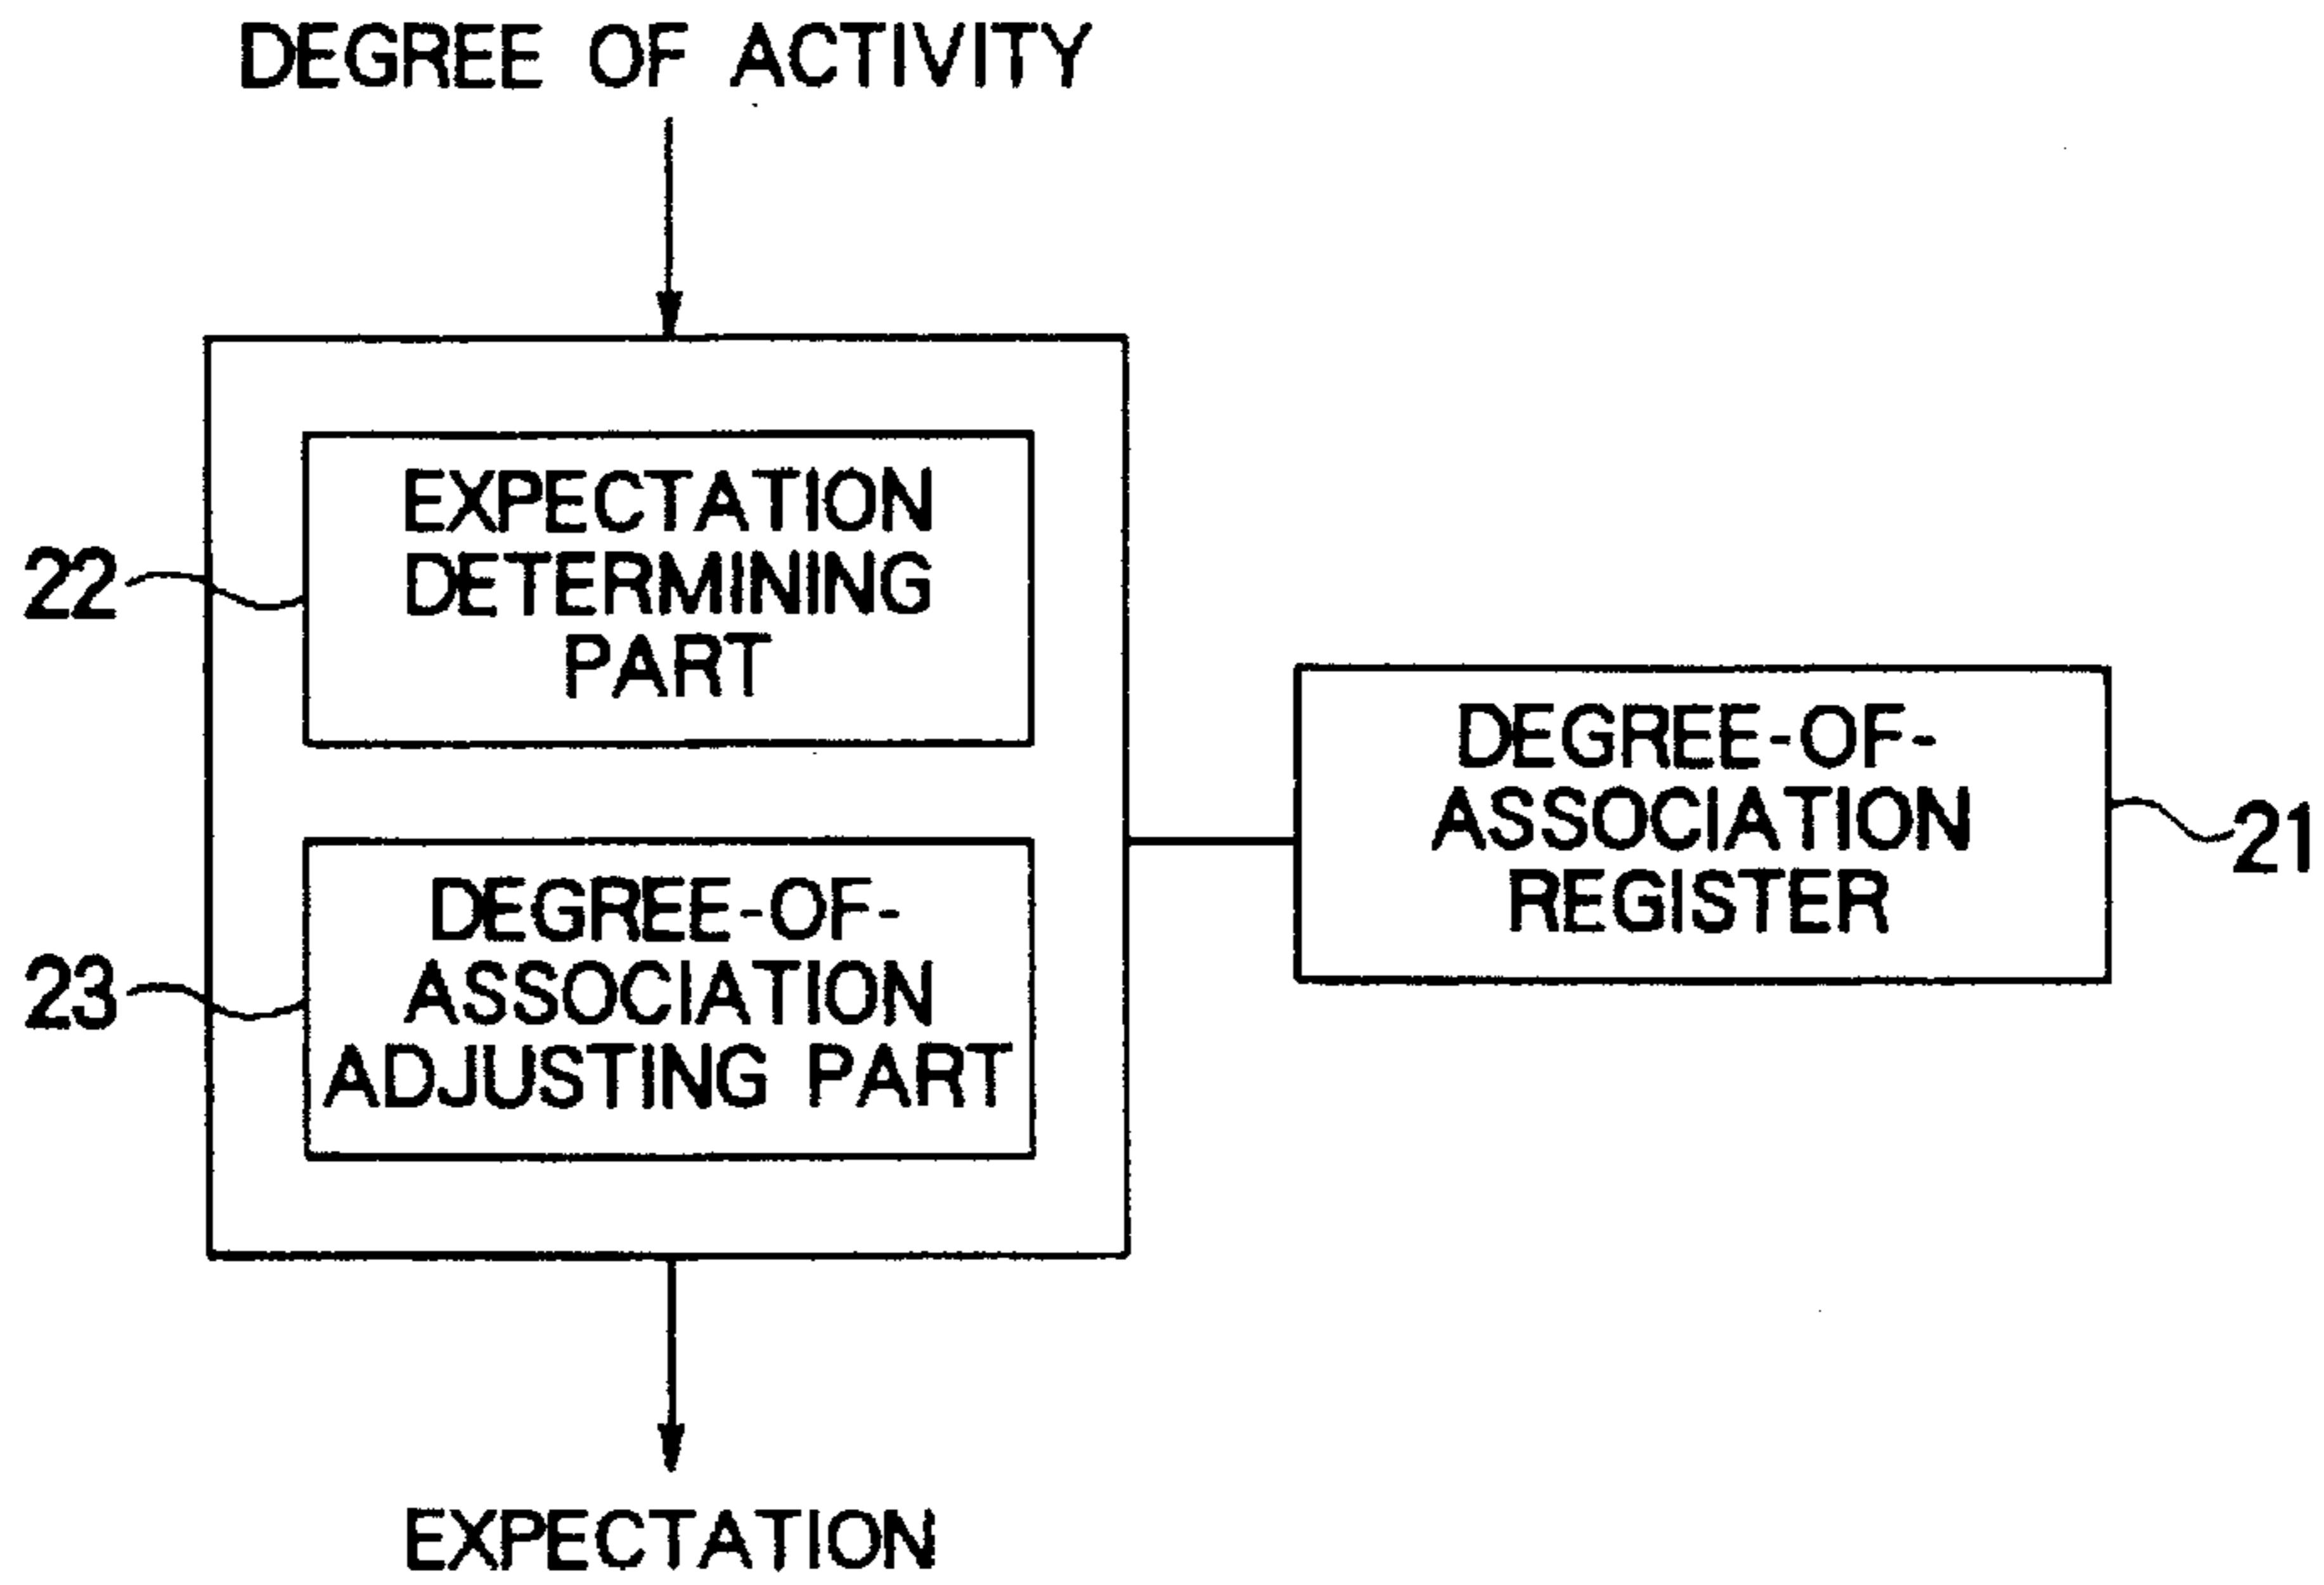 DEGREE OF ACTIVITY
EXPECTATION
DETERMINING
PART
22
DEGREE-OF-
ASSOCIATION
REGISTER
21
DEGREE-OF-
ASSOCIATION
ADJUSTING PART
23
EXPECTATION